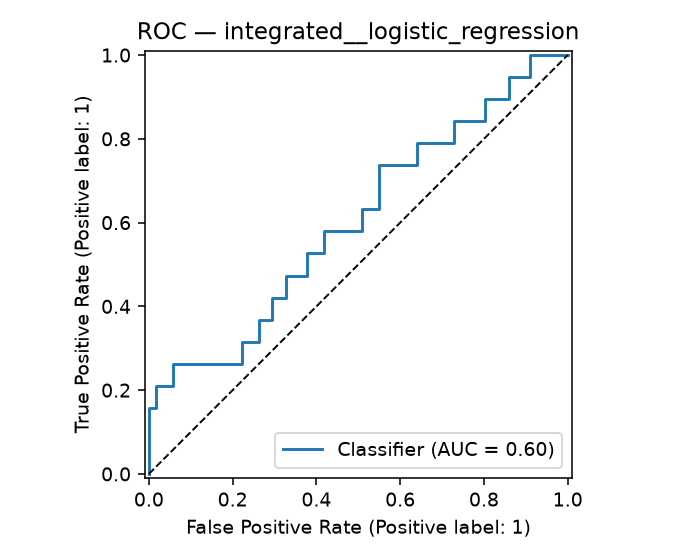 ROC — integrated__logistic_regression
True Positive Rate (Positive label: 1)
1.0
0.8
0.6
0.4
0.2
0.0
Classifier (AUC = 0.60)
0.0 0.2 0.4 0.6 0.8 1.0
False Positive Rate (Positive label: 1)